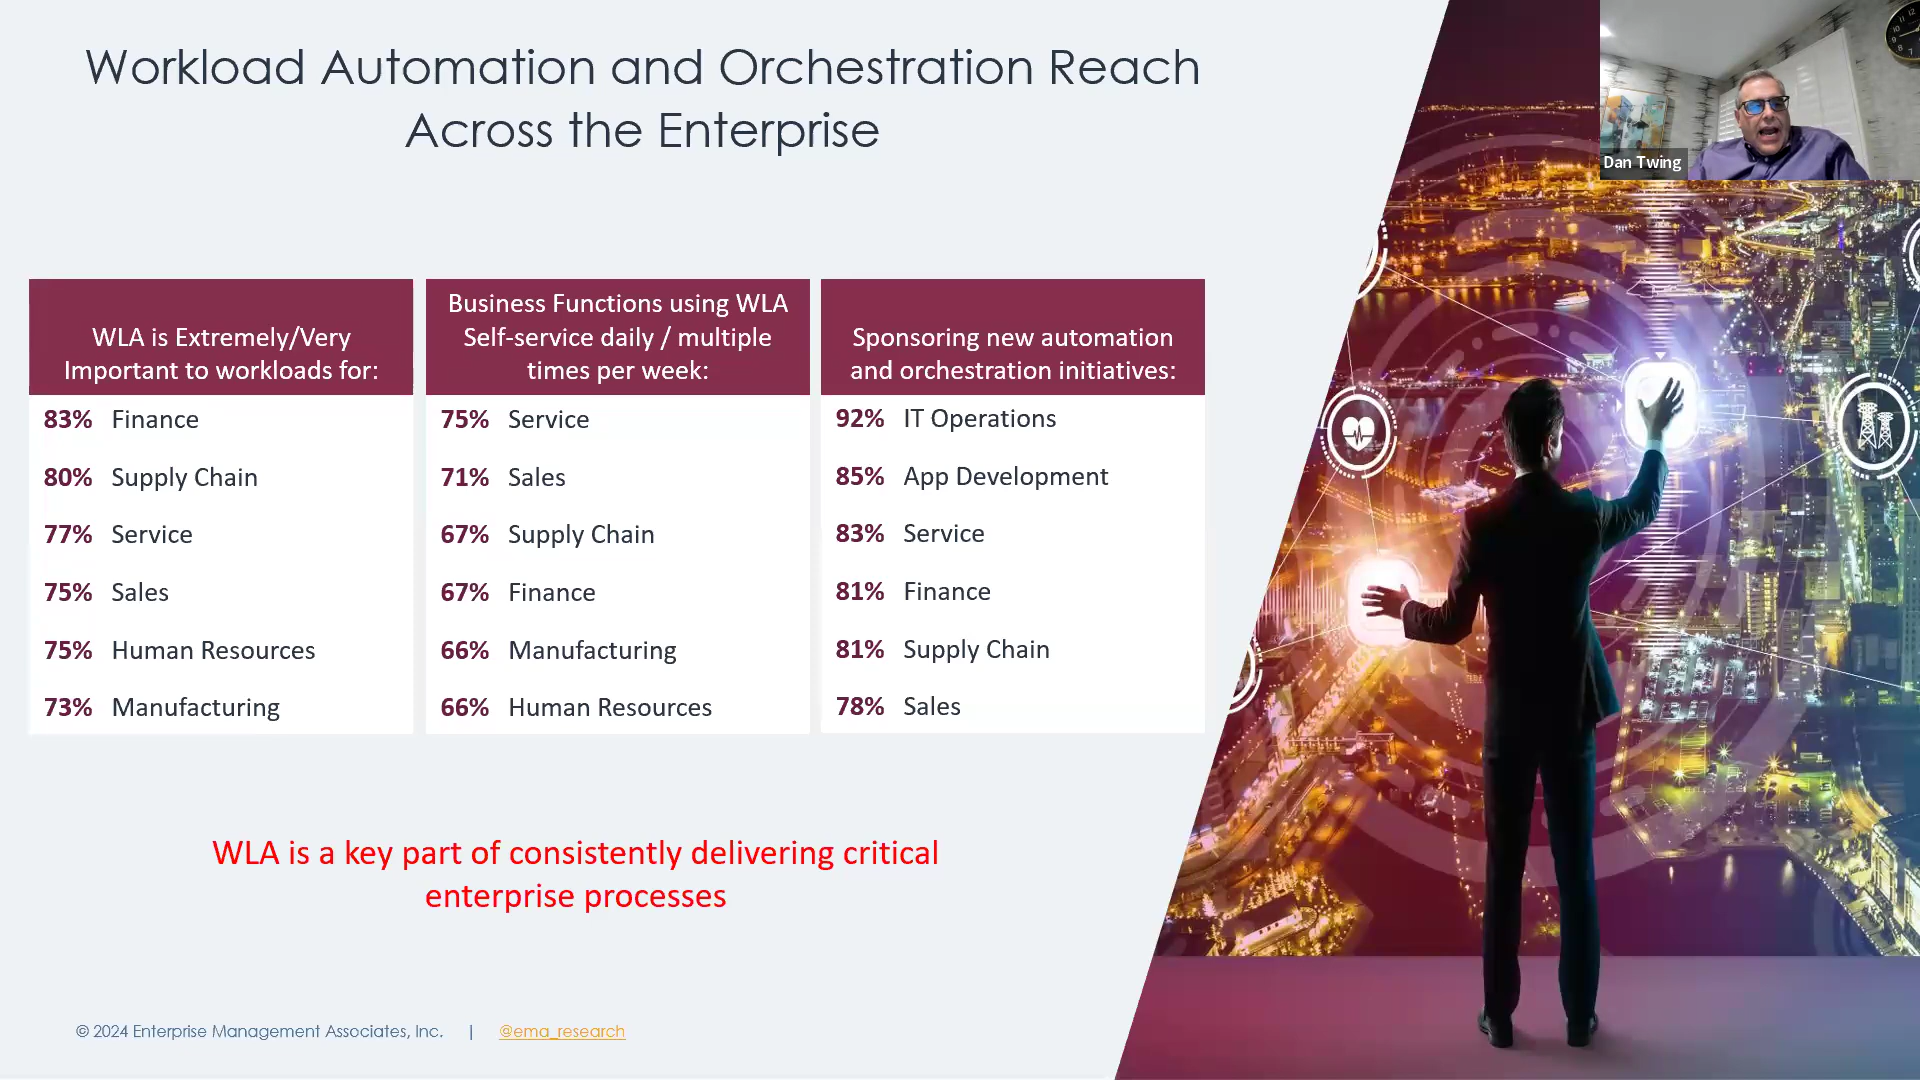 Workload Automation and Orchestration Reach
Across the Enterprise
Dan Twing
WLA is Extremely/Very
Important to workloads for:
83% Finance
80% Supply Chain
77% Service
75% Sales
75% Human Resources
73% Manufacturing
Business Functions using WLA
Self-service daily / multiple
times per week:
75% Service
71% Sales
67% Supply Chain
67% Finance
66% Manufacturing
66% Human Resources
Sponsoring new automation
and orchestration initiatives:
92% IT Operations
85% App Development
83% Service
81% Finance
81% Supply Chain
78% Sales
WLA is a key part of consistently delivering critical
enterprise processes
© 2024 Enterprise Management Associates, Inc. | @ema_research